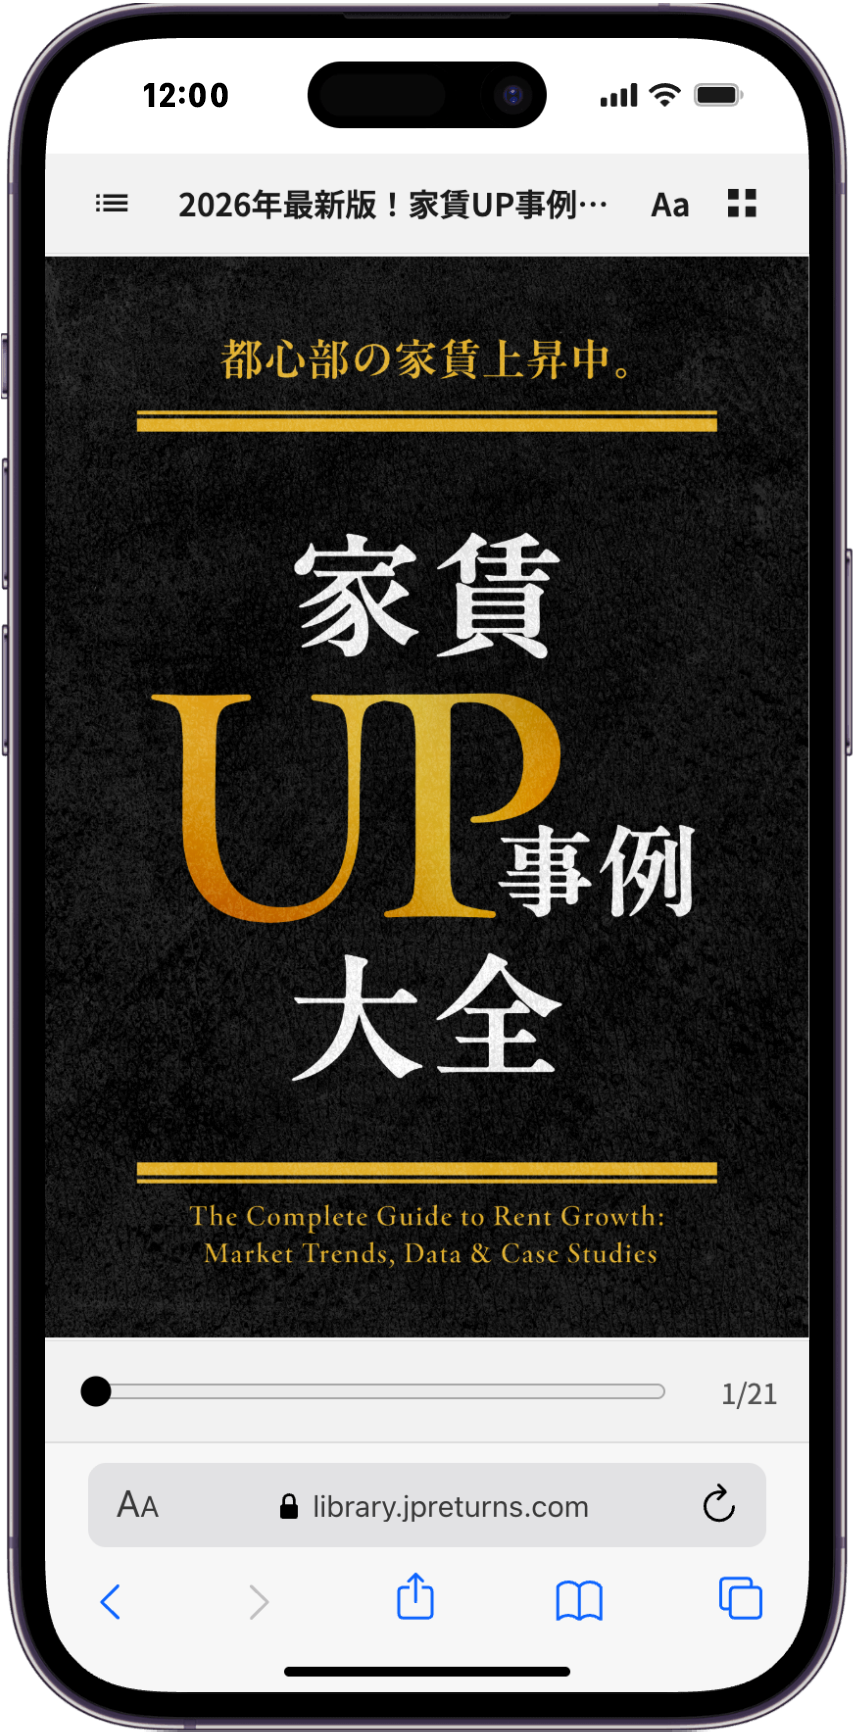 12:00
2026年最新版！家賃UP事例…
Aa
都心部の家賃上昇中。
家賃
UP事例
大全
The Complete Guide to Rent Growth:
Market Trends, Data & Case Studies
1/21
AA
library.jpreturns.com